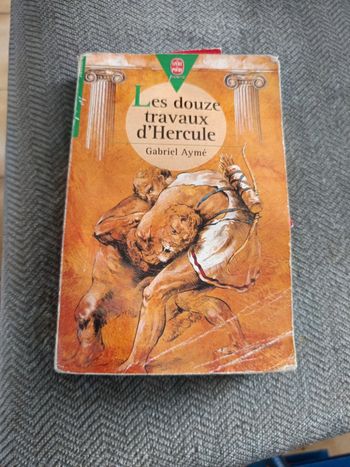 Les douze
travaux
d'Hercule
Gabriel Aymé